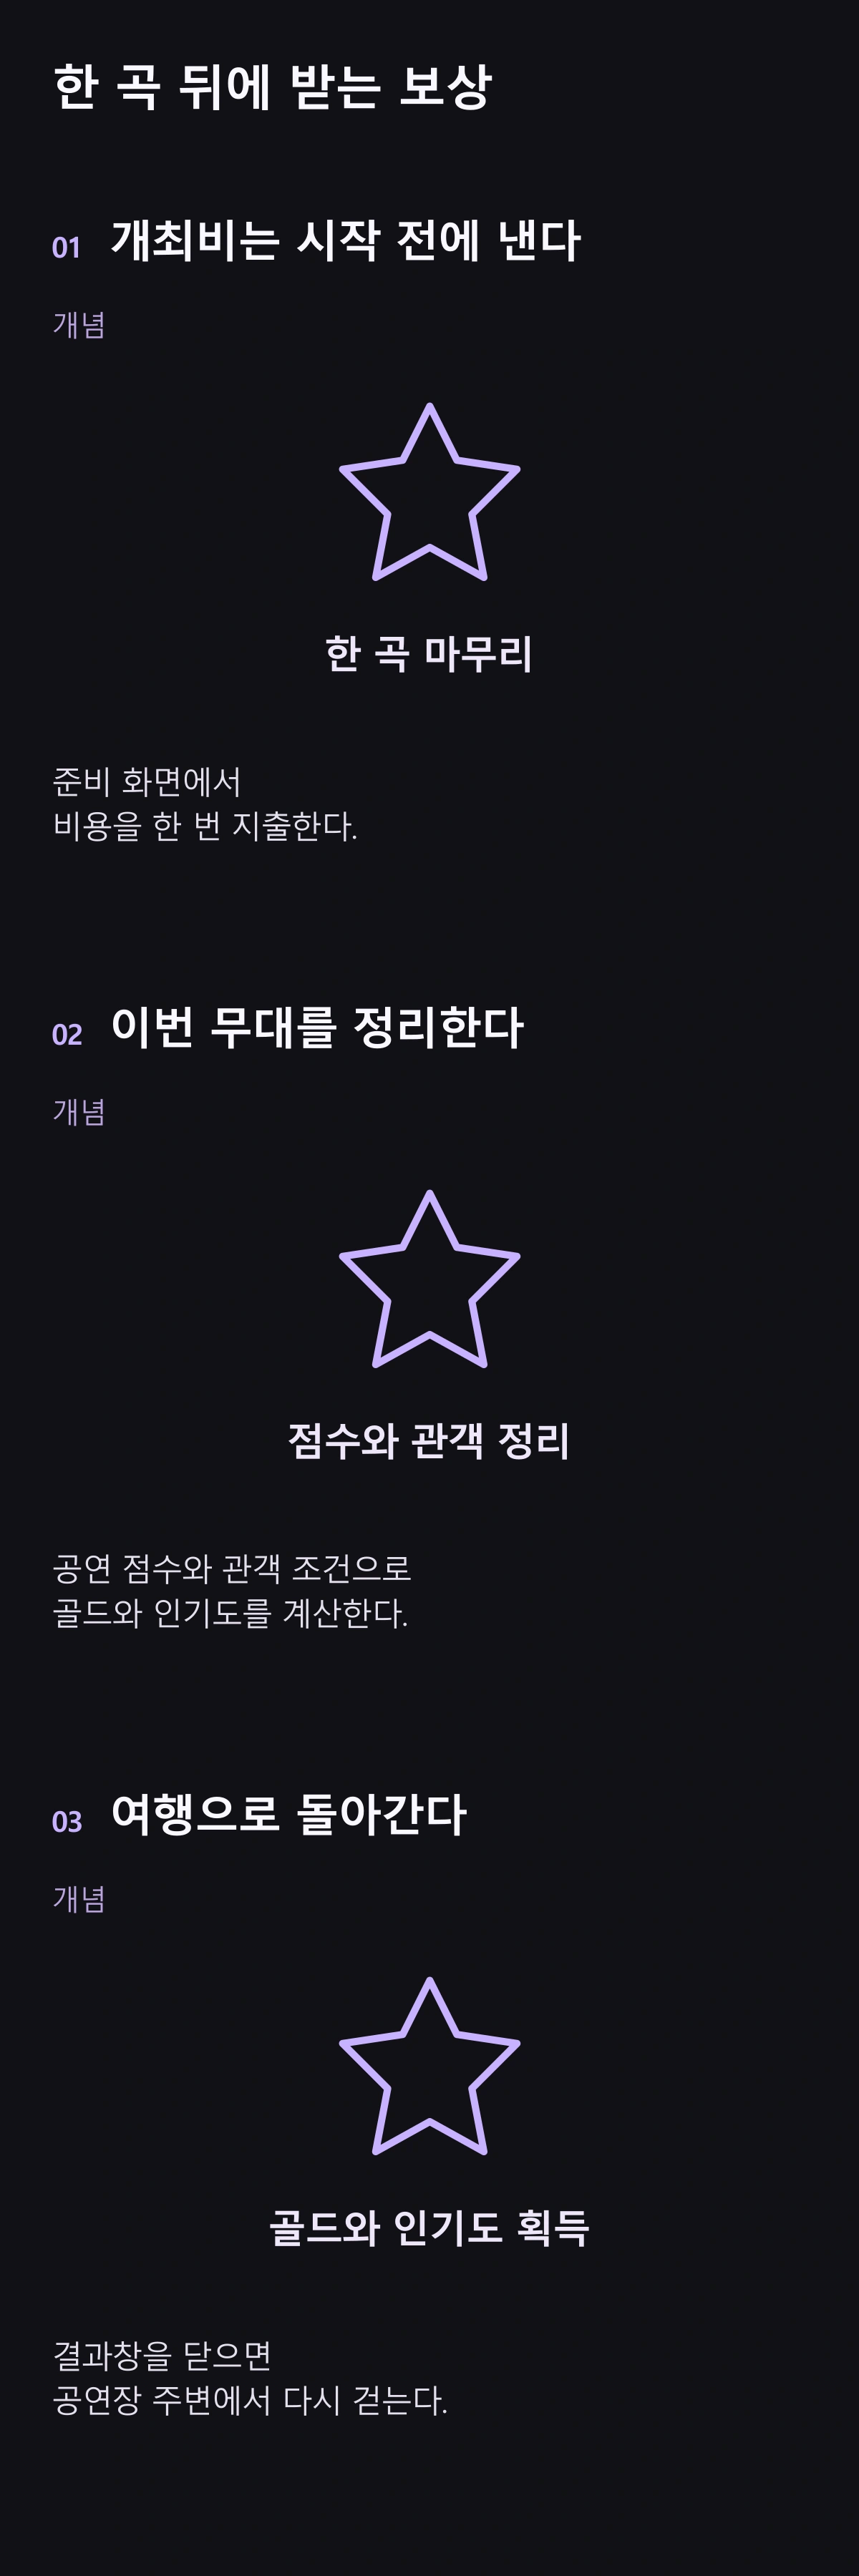 한 곡 뒤에 받는 보상
01 개최비는 시작 전에 낸다
개념
한 곡 마무리
준비 화면에서
비용을 한 번 지출한다.
02 이번 무대를 정리한다
개념
점수와 관객 정리
공연 점수와 관객 조건으로
골드와 인기도를 계산한다.
03 여행으로 돌아간다
개념
골드와 인기도 획득
결과창을 닫으면
공연장 주변에서 다시 걷는다.